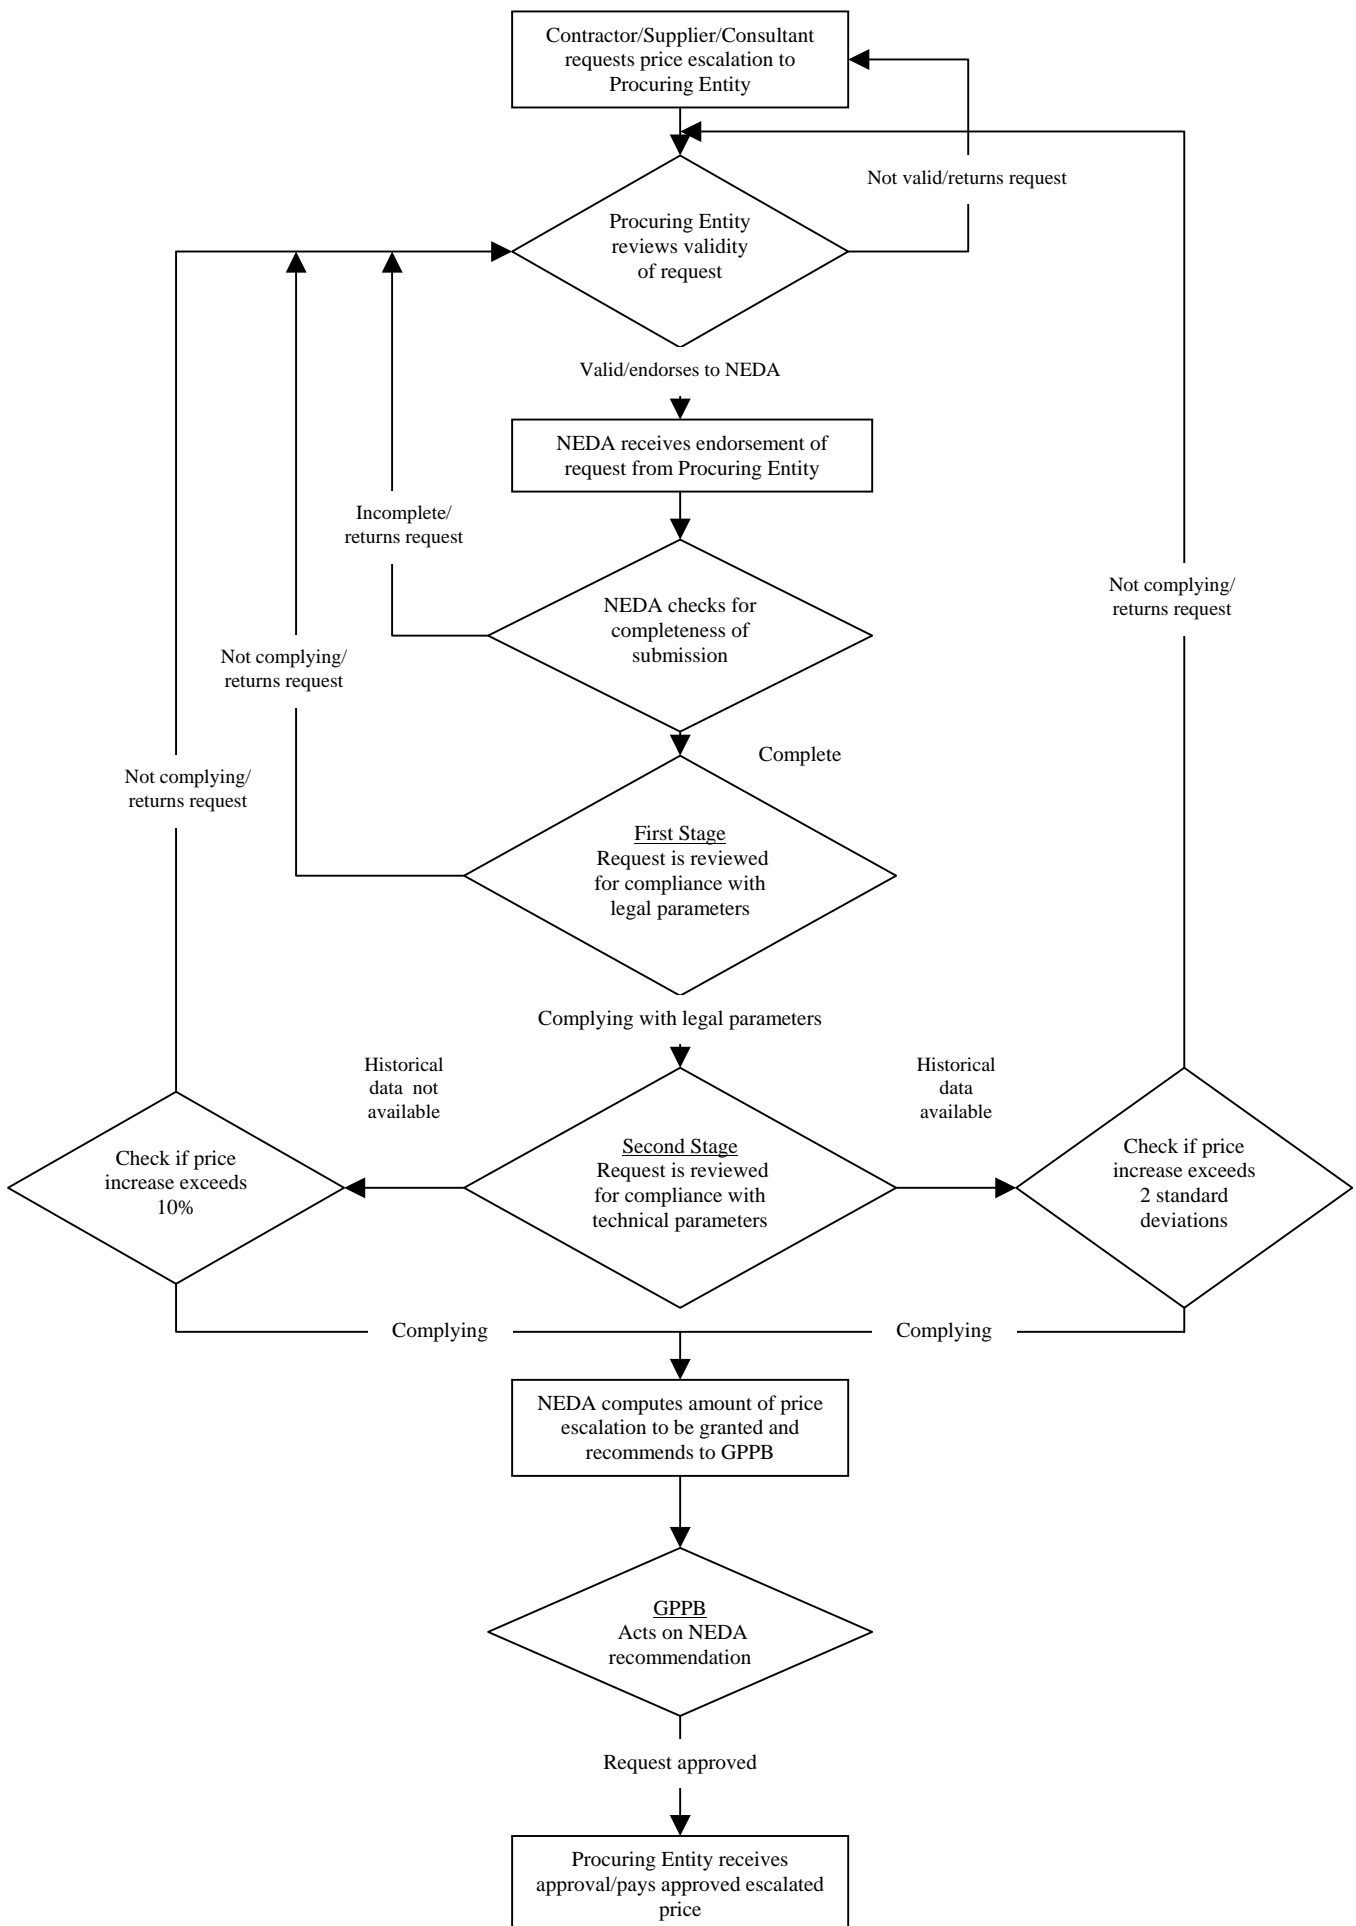 Contractor/Supplier/Consultant
requests price escalation to
Procuring Entity
Not valid/returns request
Procuring Entity
reviews validity
of request
Valid/endorses to NEDA
NEDA receives endorsement of
request from Procuring Entity
Incomplete/
returns request
NEDA checks for
completeness of
submission
Not complying/
returns request
Not complying/
returns request
Complete
Not complying/
returns request
First Stage
Request is reviewed
for compliance with
legal parameters
Complying with legal parameters
Historical
data not
available
Historical
data
available
Check if price
increase exceeds
10%
Second Stage
Request is reviewed
for compliance with
technical parameters
Check if price
increase exceeds
2 standard
deviations
Complying
Complying
NEDA computes amount of price
escalation to be granted and
recommends to GPPB
GPPB
Acts on NEDA
recommendation
Request approved
Procuring Entity receives
approval/pays approved escalated
price